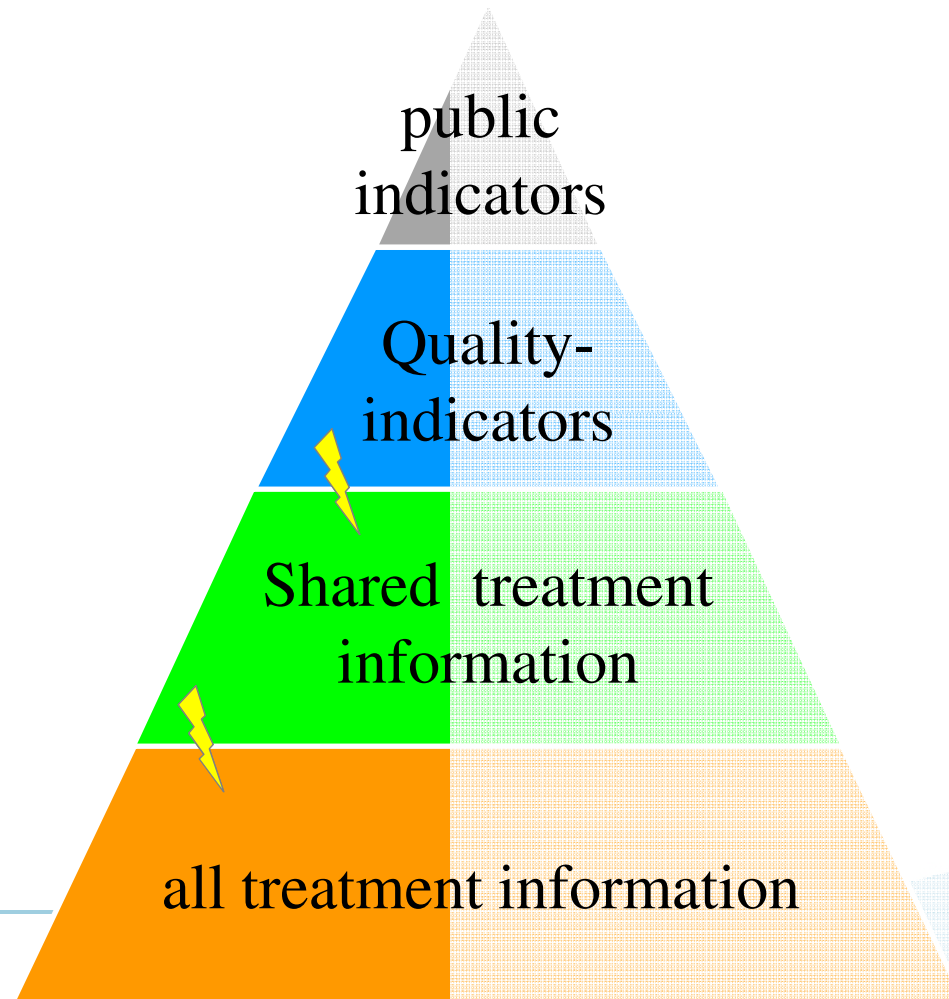 public
indicators
Quality-
indicators
Shared treatment
information
all treatment information